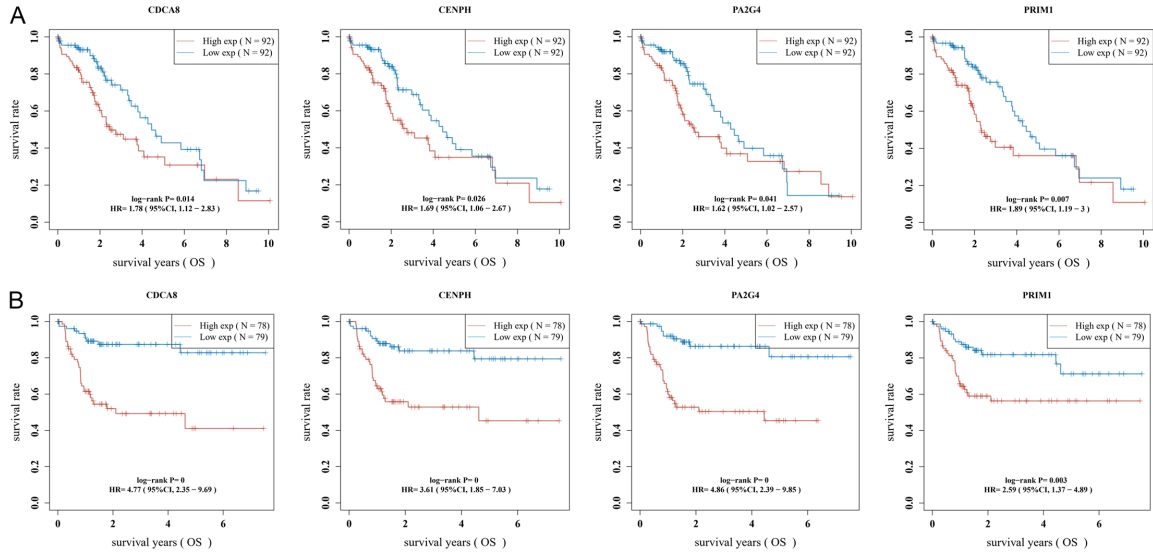 A
CDCA8
CENPH
PA2G4
PRIM1
High exp ( N = 92)
Low exp ( N = 92)
High exp ( N = 92)
Low exp ( N = 92)
High exp ( N = 92)
Low exp ( N = 92)
High exp ( N = 92)
Low exp ( N = 92)
survival rate
survival rate
survival rate
survival rate
0.0 0.2 0.4 0.6 0.8 1.0
0.0 0.2 0.4 0.6 0.8 1.0
0.0 0.2 0.4 0.6 0.8 1.0
0.0 0.2 0.4 0.6 0.8 1.0
log−rank P= 0.014
HR= 1.78 ( 95%CI, 1.12 − 2.83)
log−rank P= 0.026
HR= 1.69 ( 95%CI, 1.06 − 2.67)
log−rank P= 0.041
HR= 1.62 ( 95%CI, 1.02 − 2.57)
log−rank P= 0.007
HR= 1.89 ( 95%CI, 1.19 − 3)
0 2 4 6 8 10
0 2 4 6 8 10
0 2 4 6 8 10
0 2 4 6 8 10
survival years ( OS )
survival years ( OS )
survival years ( OS )
survival years ( OS )
B
CDCA8
CENPH
PA2G4
PRIM1
High exp ( N = 78)
Low exp ( N = 79)
High exp ( N = 78)
Low exp ( N = 79)
High exp ( N = 78)
Low exp ( N = 79)
High exp ( N = 78)
Low exp ( N = 79)
survival rate
survival rate
survival rate
survival rate
0.0 0.2 0.4 0.6 0.8 1.0
0.0 0.2 0.4 0.6 0.8 1.0
0.0 0.2 0.4 0.6 0.8 1.0
0.0 0.2 0.4 0.6 0.8 1.0
log−rank P= 0
HR= 4.77 ( 95%CI, 2.35 − 9.69)
log−rank P= 0
HR= 3.61 ( 95%CI, 1.85 − 7.03)
log−rank P= 0
HR= 4.86 ( 95%CI, 2.39 − 9.85)
log−rank P= 0.003
HR= 2.59 ( 95%CI, 1.37 − 4.89)
0 2 4 6
0 2 4 6
0 2 4 6
0 2 4 6
survival years ( OS )
survival years ( OS )
survival years ( OS )
survival years ( OS )